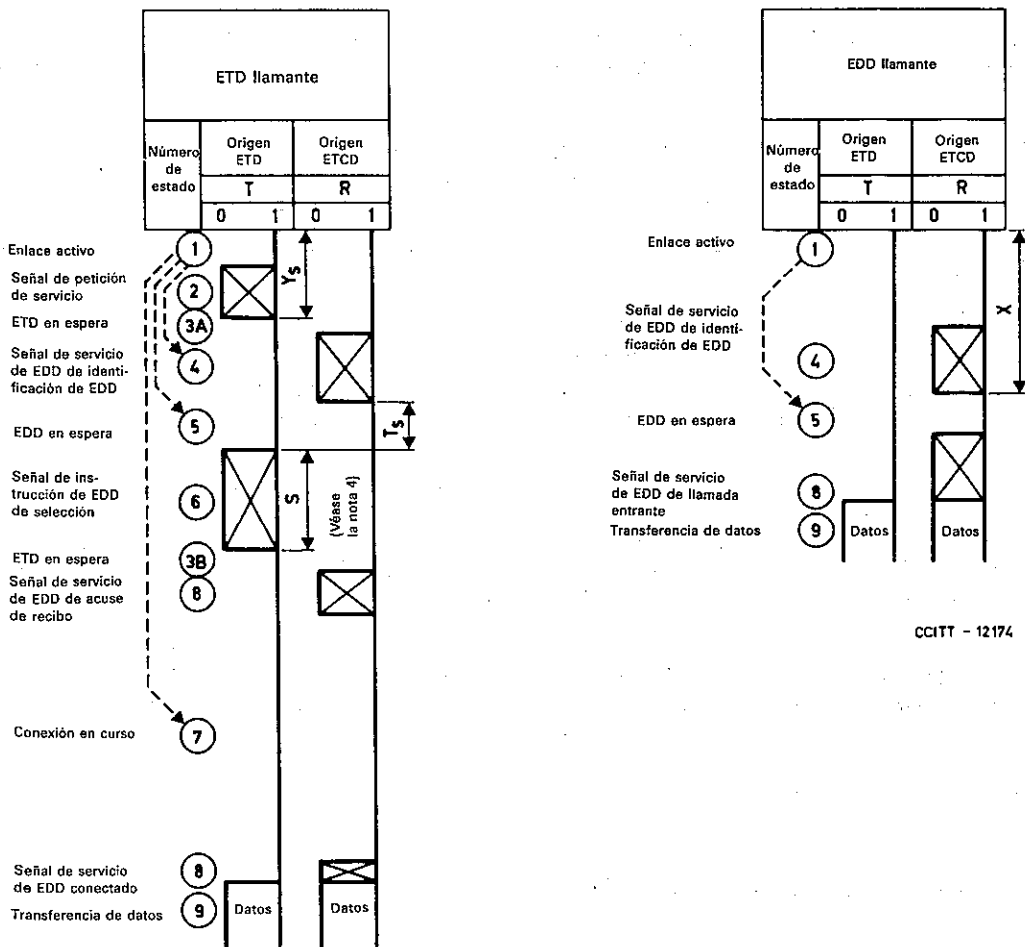 ETD llamante
Número de estado
Origen ETD
Origen ETCD
T
R
0 1
0 1
Enlace activo
1
Señal de petición
de servicio
2
ETD en espera
3A
Señal de servicio
de EDD de identi-
ficación de EDD
4
EDD en espera
5
Señal de ins-
trucción de EDD
de selección
6
ETD en espera
3B
Señal de servicio
de EDD de acuse
de recibo
8
Conexión en curso
7
Señal de servicio
de EDD conectado
8
Transferencia de datos
9
Datos
Datos
Ys
Ts
S
(Véase
la nota 4)
EDD llamante
Número de estado
Origen ETD
Origen ETCD
T
R
0 1
0 1
Enlace activo
1
Señal de servicio
de EDD de identi-
ficación de EDD
4
EDD en espera
5
Señal de servicio
de EDD de llamada
entrante
8
Transferencia de datos
9
Datos
Datos
X
CCITT - 12174